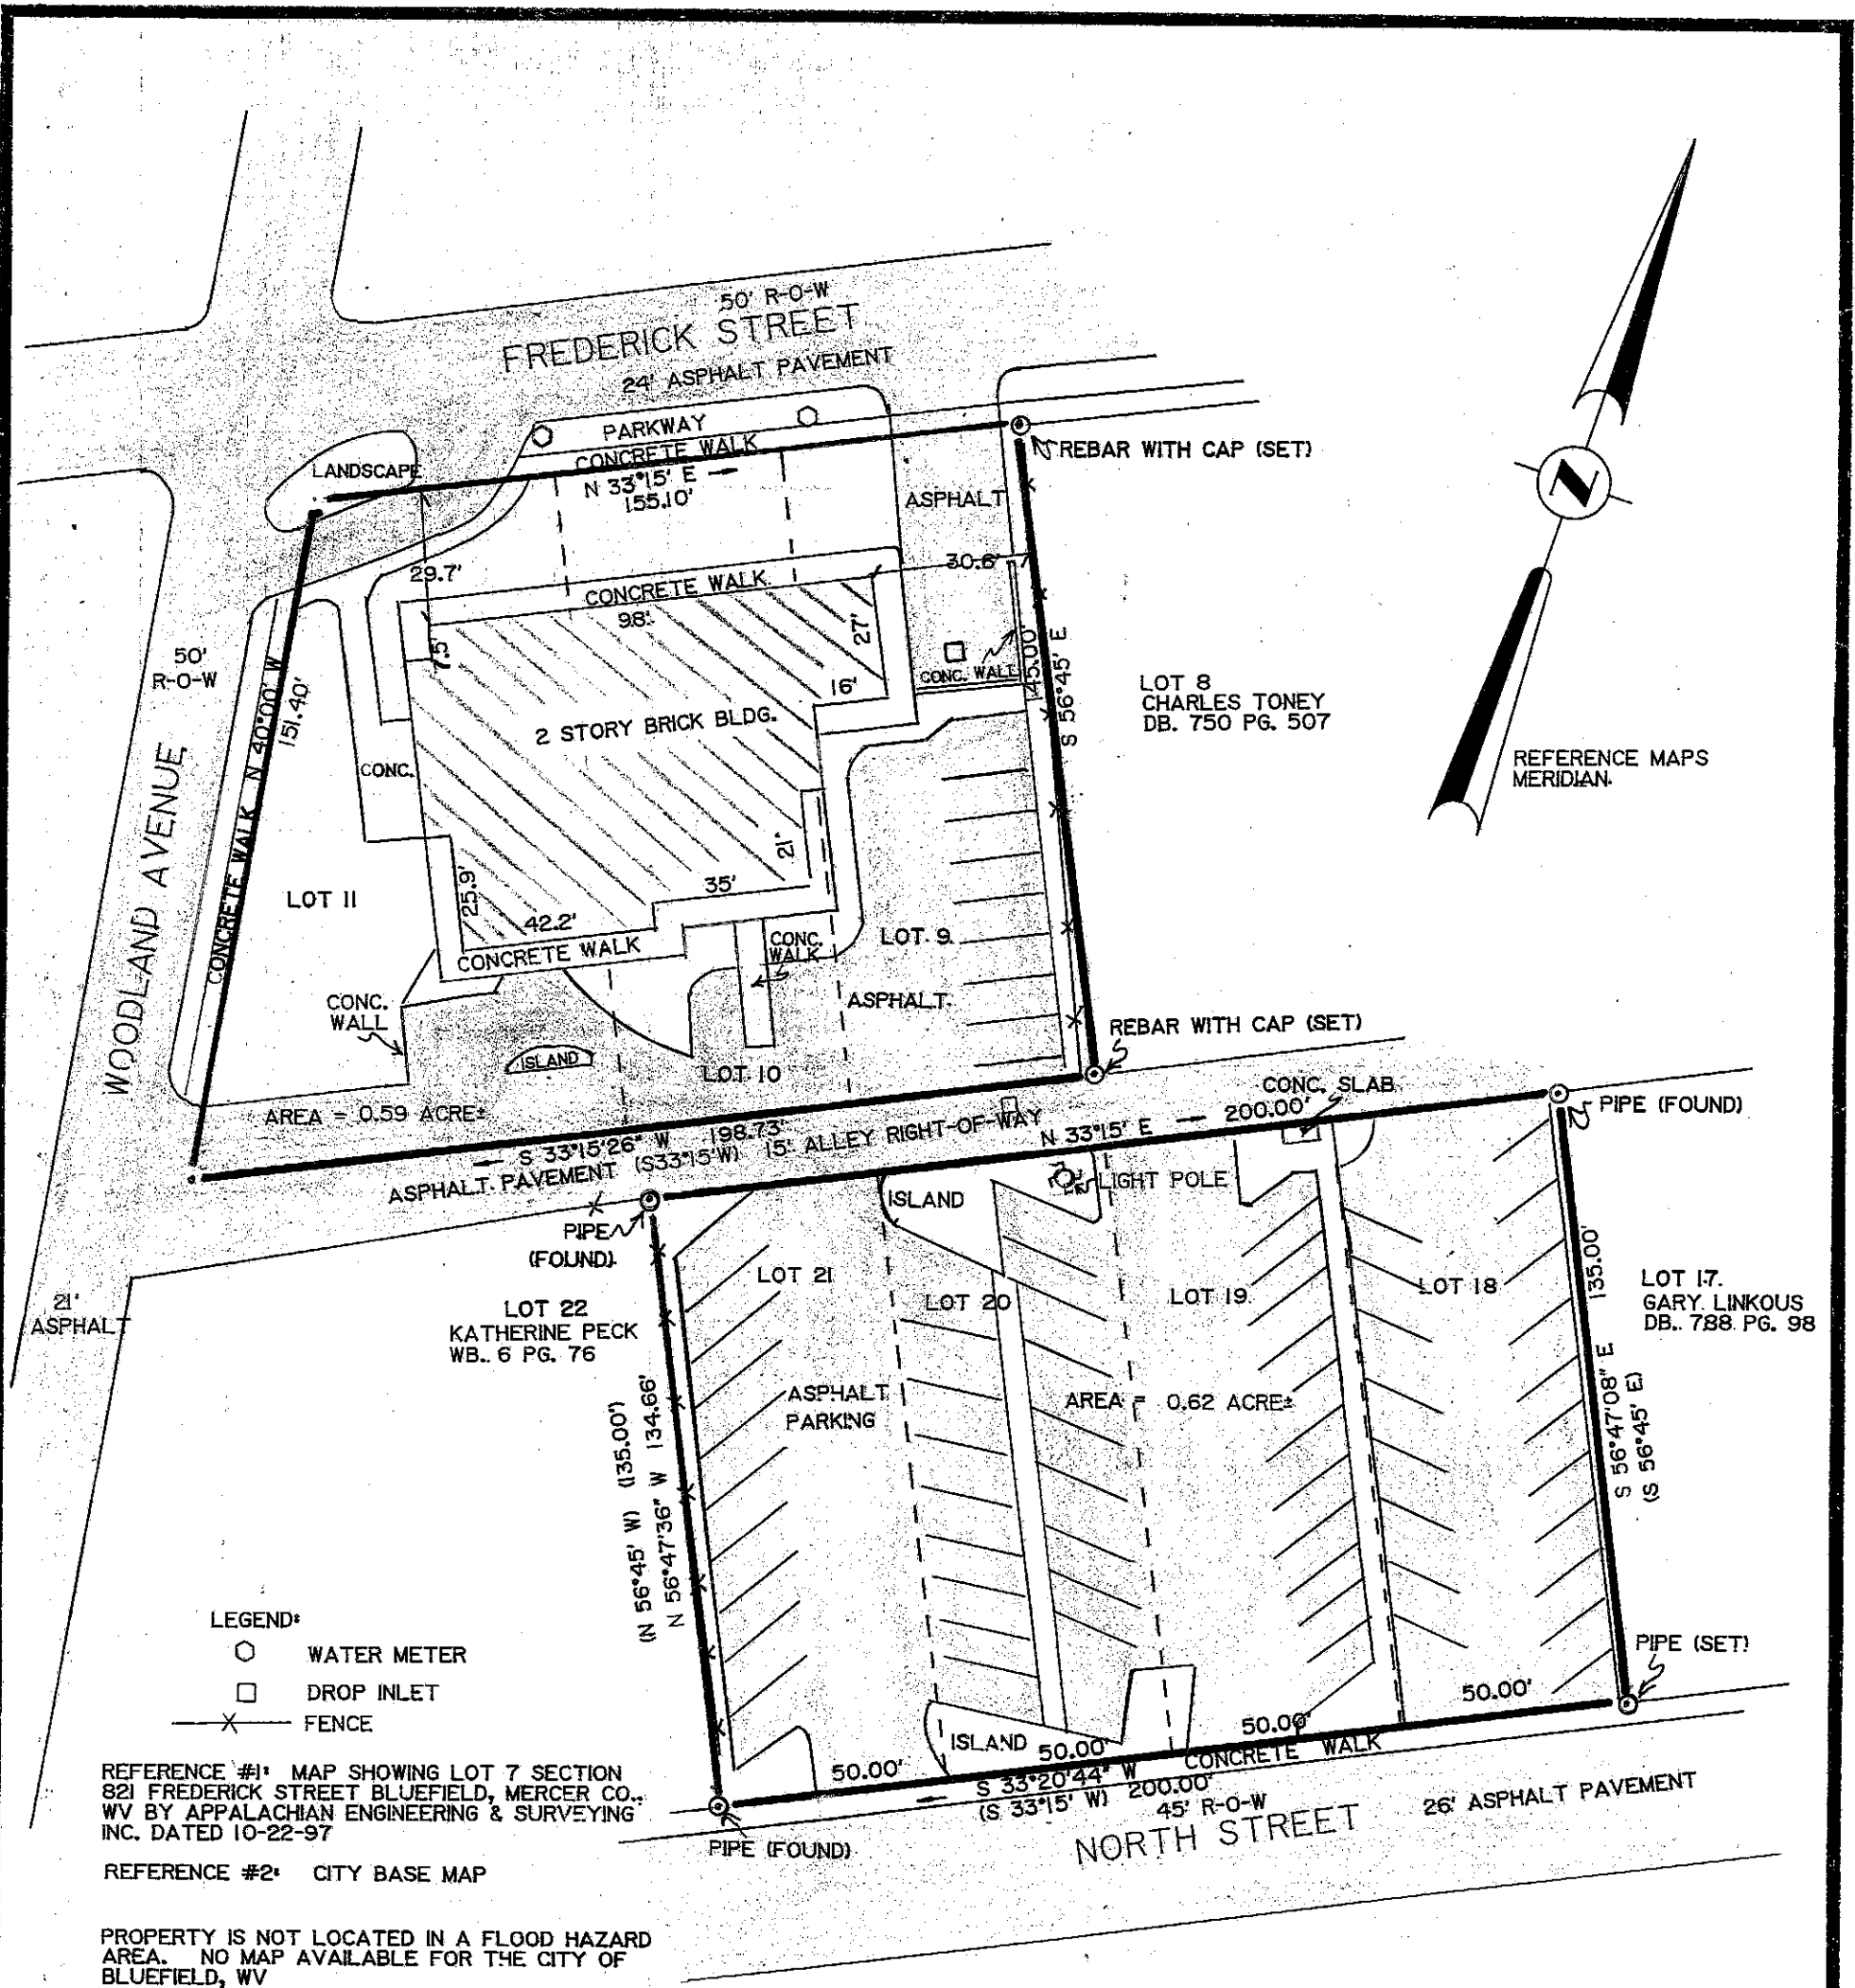 50' R-O-W
FREDERICK STREET
24' ASPHALT PAVEMENT
PARKWAY
CONCRETE WALK
N 33°15' E
155.10'
LANDSCAPE
REBAR WITH CAP (SET)
ASPHALT
29.7'
30.6'
CONCRETE WALK
98'
7.5'
27'
16'
CONC. WALL
145.00'
S 56°45' E
50'
R-O-W
N 40°00' W
151.40'
CONCRETE WALK
WOODLAND AVENUE
CONC.
2 STORY BRICK BLDG.
LOT 8
CHARLES TONEY
DB. 750 PG. 507
N
REFERENCE MAPS
MERIDIAN.
LOT 11
25.9'
42.2'
35'
21'
CONCRETE WALK
CONC.
WALK
LOT 9
ASPHALT
CONC.
WALL
ISLAND
LOT 10
REBAR WITH CAP (SET)
AREA = 0.59 ACRE±
S 33°15'26" W 198.73'
(S33°15'W) 15' ALLEY RIGHT-OF-WAY
ASPHALT PAVEMENT
N 33°15' E 200.00'
CONC. SLAB
PIPE (FOUND)
PIPE
(FOUND)
ISLAND
LIGHT POLE
21'
ASPHALT
LOT 22
KATHERINE PECK
WB. 6 PG. 76
LOT 21
LOT 20
LOT 19
LOT 18
LOT 17
GARY LINKOUS
DB. 788 PG. 98
135.00'
S 56°47'08" E
(S 56°45' E)
ASPHALT
PARKING
AREA = 0.62 ACRE±
(N 56°45' W) (135.00')
N 56°47'36" W 134.66'
PIPE (SET)
50.00'
50.00'
50.00'
50.00'
ISLAND
CONCRETE WALK
S 33°20'44" W
(S 33°15' W) 200.00'
45' R-O-W
NORTH STREET
26' ASPHALT PAVEMENT
PIPE (FOUND)
LEGEND:
WATER METER
DROP INLET
X FENCE
REFERENCE #1: MAP SHOWING LOT 7 SECTION
821 FREDERICK STREET BLUEFIELD, MERCER CO.,
WV BY APPALACHIAN ENGINEERING & SURVEYING
INC. DATED 10-22-97
REFERENCE #2: CITY BASE MAP
PROPERTY IS NOT LOCATED IN A FLOOD HAZARD
AREA. NO MAP AVAILABLE FOR THE CITY OF
BLUEFIELD, WV